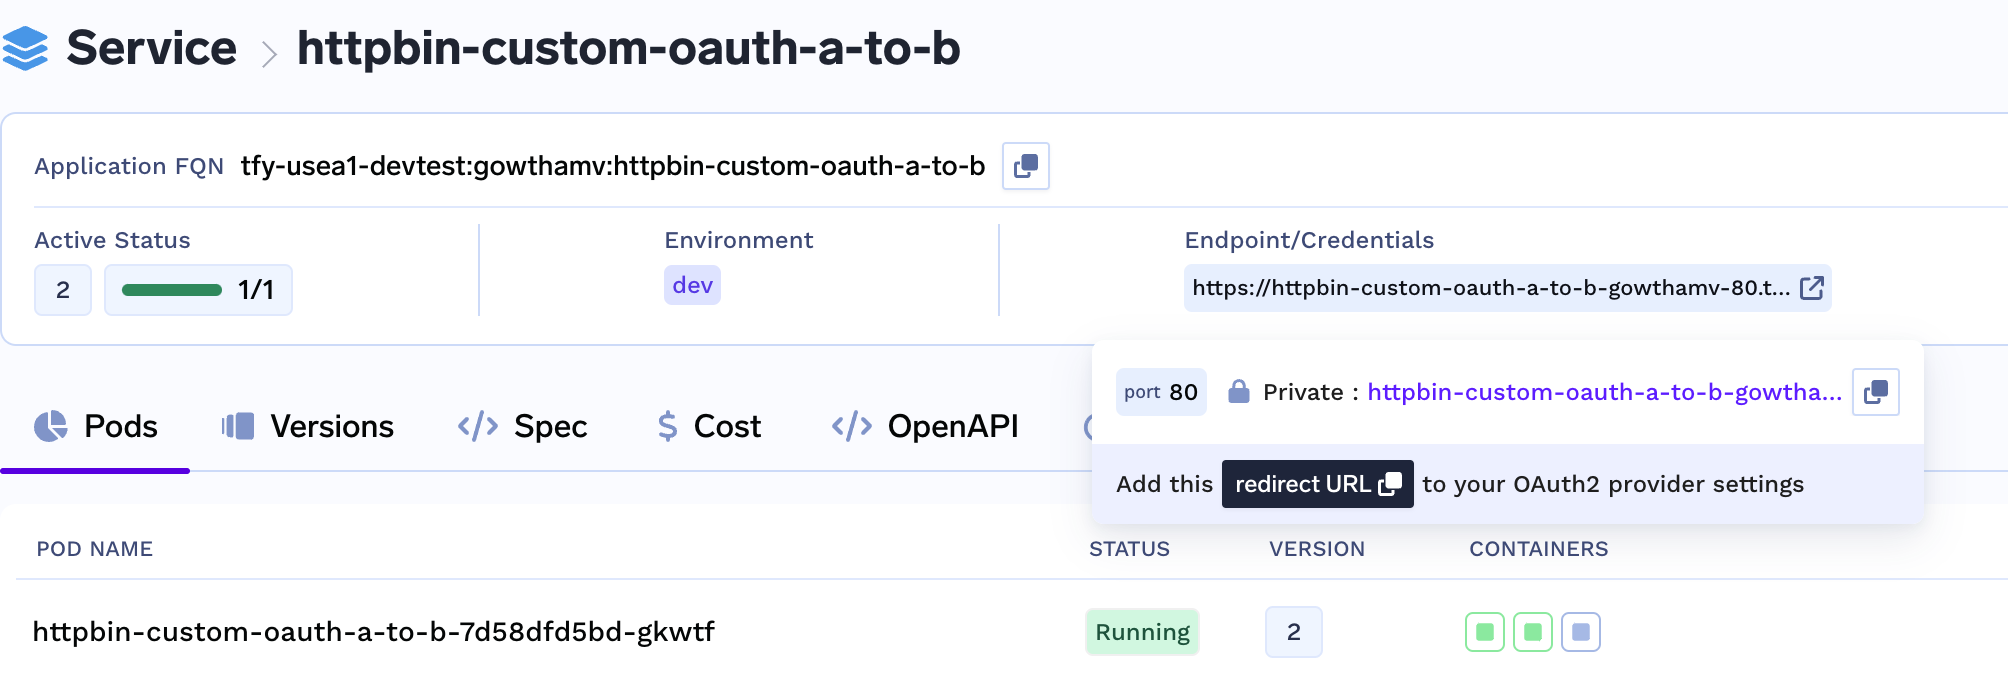 Service > httpbin-custom-oauth-a-to-b
Application FQN tfy-usea1-devtest:gowthamv:httpbin-custom-oauth-a-to-b
Active Status Environment Endpoint/Credentials
2 1/1 dev https://httpbin-custom-oauth-a-to-b-gowthamv-80.t...
port 80 Private : httpbin-custom-oauth-a-to-b-gowtha...
Pods Versions </> Spec $ Cost </> OpenAPI
Add this redirect URL to your OAuth2 provider settings
POD NAME STATUS VERSION CONTAINERS
httpbin-custom-oauth-a-to-b-7d58dfd5bd-gkwtf Running 2